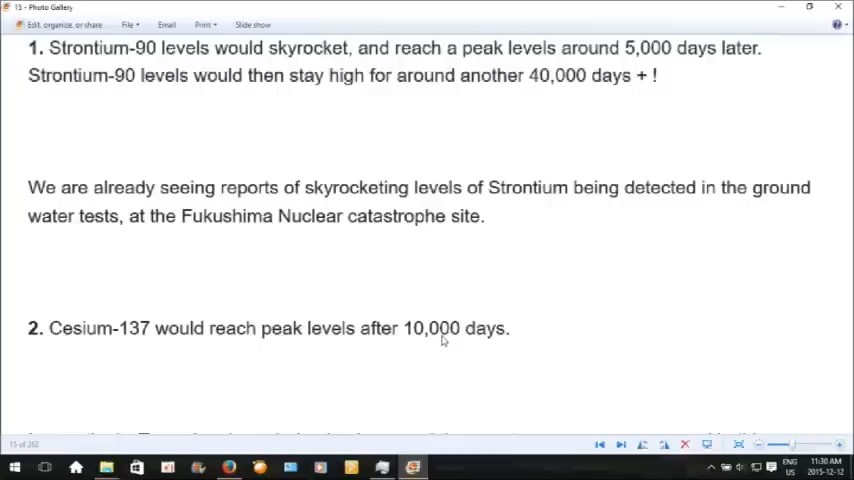 15 - Photo Gallery
Edit, organize, or share File Email Print Slide show
1. Strontium-90 levels would skyrocket, and reach a peak levels around 5,000 days later.
Strontium-90 levels would then stay high for around another 40,000 days + !
We are already seeing reports of skyrocketing levels of Strontium being detected in the ground
water tests, at the Fukushima Nuclear catastrophe site.
2. Cesium-137 would reach peak levels after 10,000 days.
15 of 252
ENG 11:30 AM
US 2015-12-12